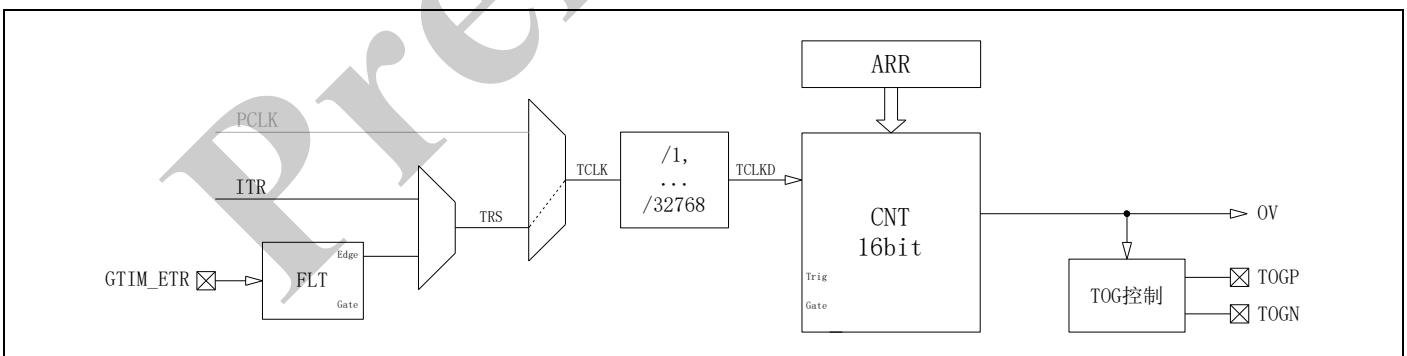 ARR
PCLK
/1,
...
/32768
TCLK
TCLKD
ITR
TRS
CNT
16bit
OV
Edge
FLT
Gate
GTIM_ETR
Trig
Gate
TOG控制
TOGP
TOGN
Pre